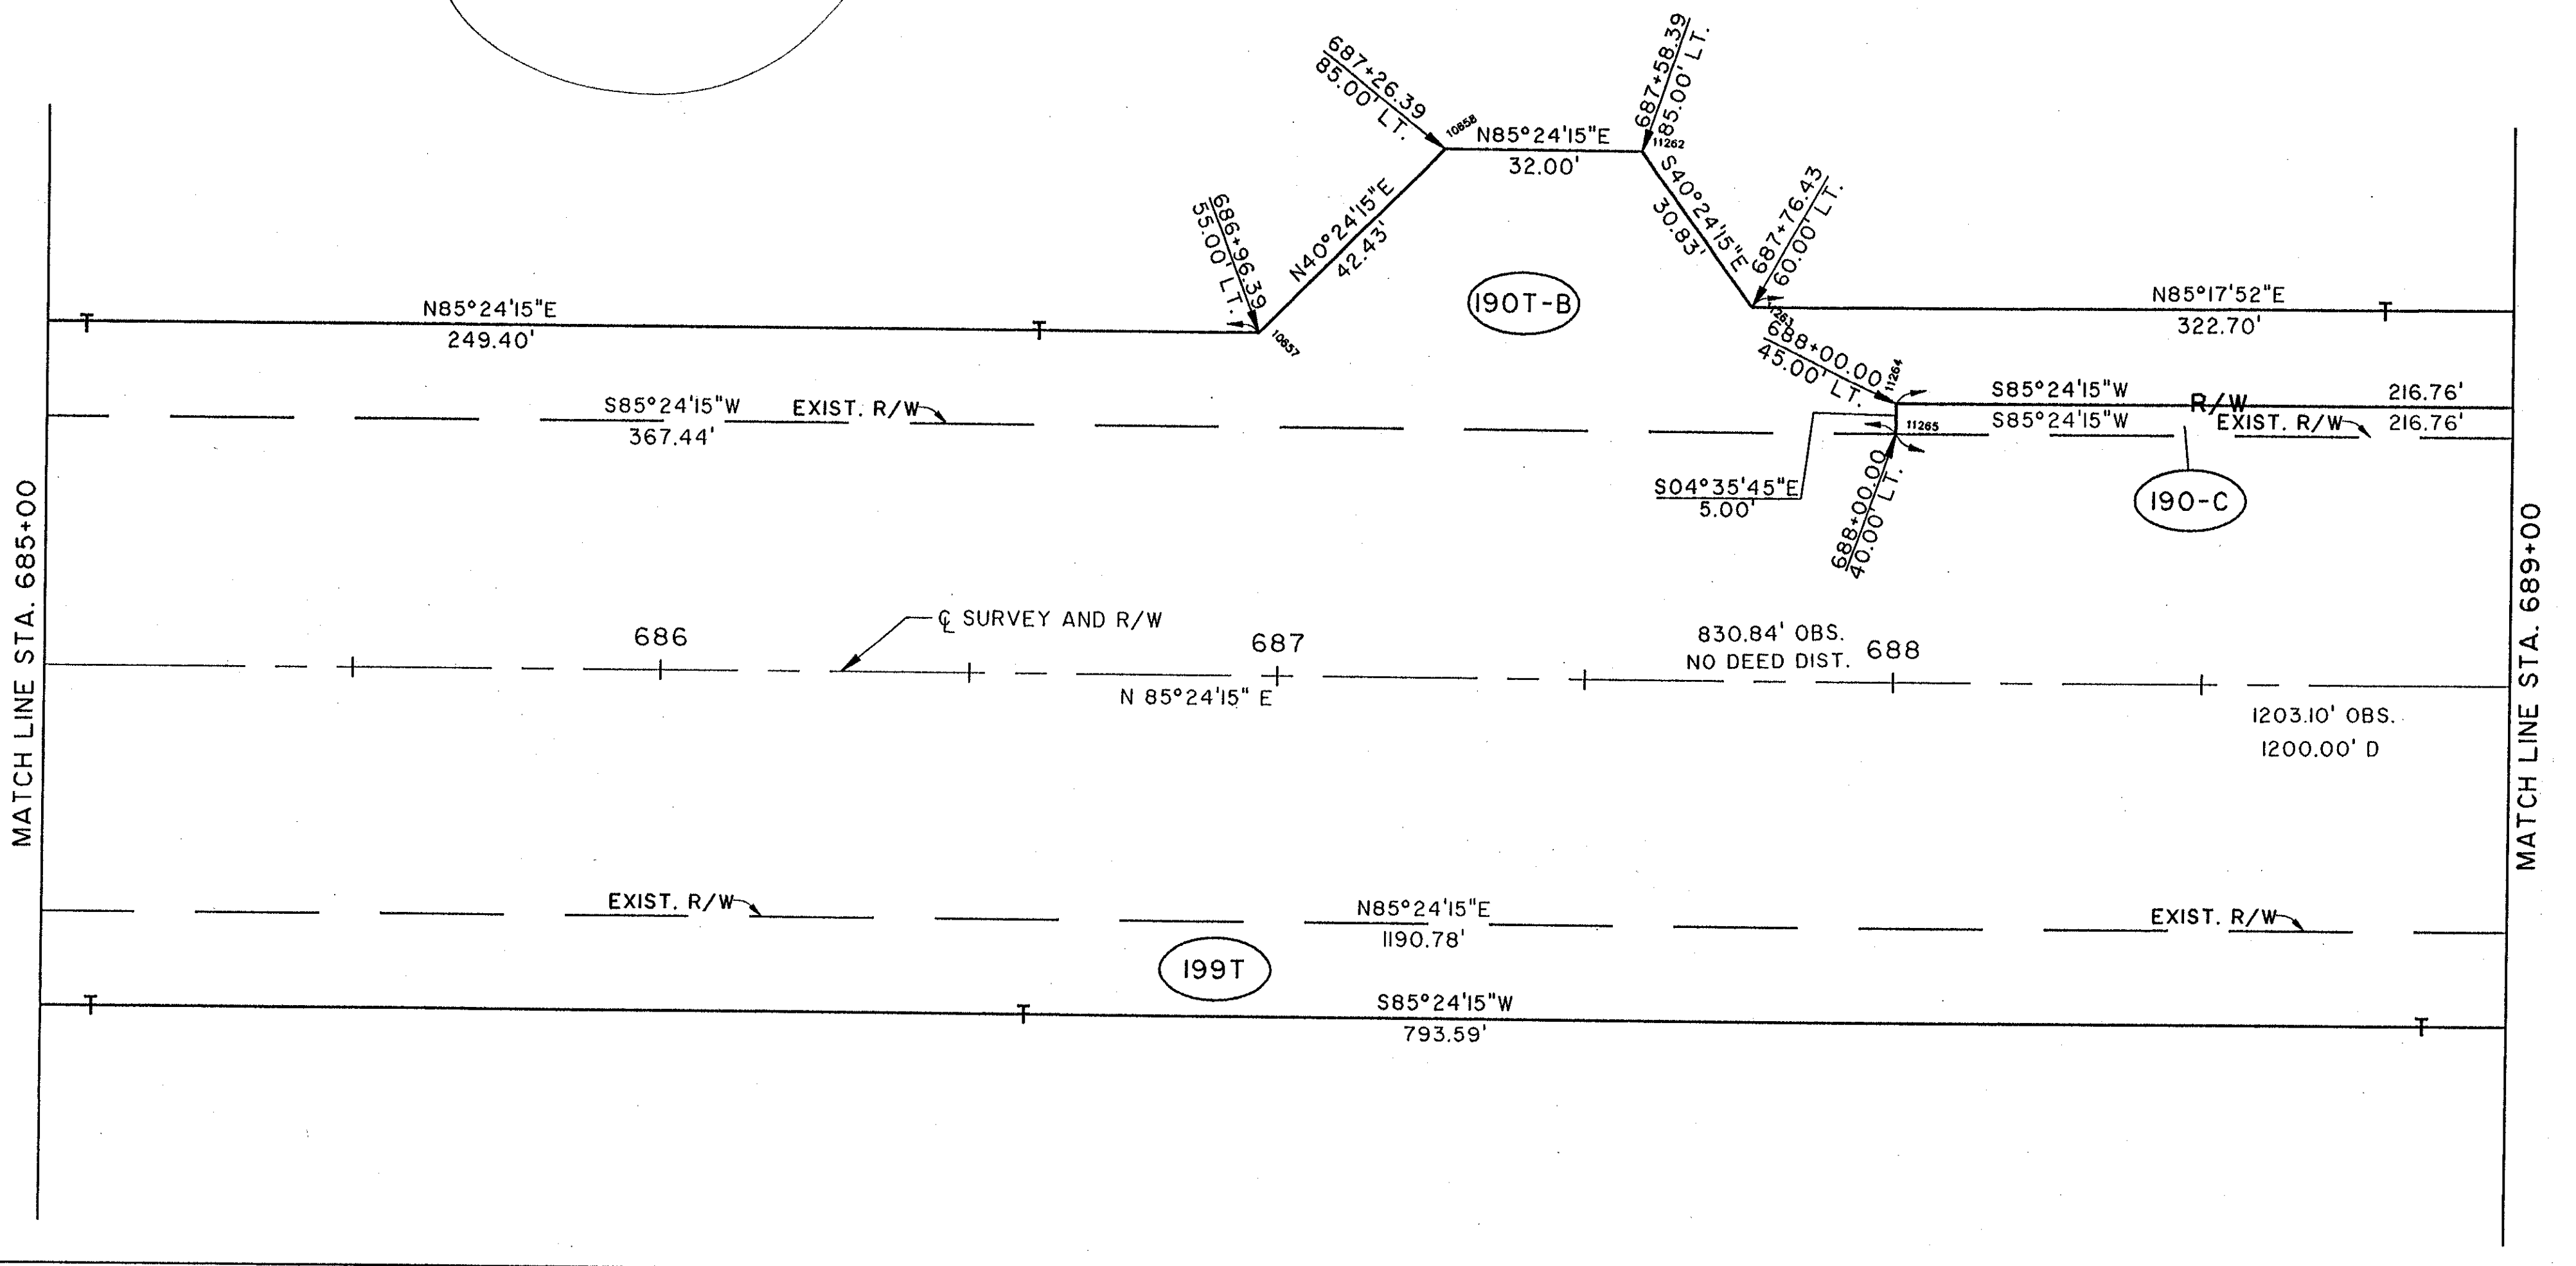 687+26.39
85.00' LT.
10858
N85°24'15"E
32.00'
687+58.39
85.00' LT.
11262
S40°24'15"E
30.83'
687+76.43
60.00' LT.
686+96.39
55.00' LT.
10857
N40°24'15"E
42.43'
190T-B
N85°24'15"E
249.40'
N85°17'52"E
322.70'
T
T
T
11263
688+00.00
45.00' LT.
11264
S85°24'15"W
R/W
216.76'
S85°24'15"W
EXIST. R/W
216.76'
S85°24'15"W
367.44'
EXIST. R/W
11265
S04°35'45"E
5.00'
688+00.00
40.00' LT.
190-C
MATCH LINE STA. 685+00
MATCH LINE STA. 689+00
℄ SURVEY AND R/W
686
687
830.84' OBS.
NO DEED DIST.
688
N 85°24'15" E
1203.10' OBS.
1200.00' D
EXIST. R/W
N85°24'15"E
1190.78'
EXIST. R/W
199T
S85°24'15"W
793.59'
T
T
T